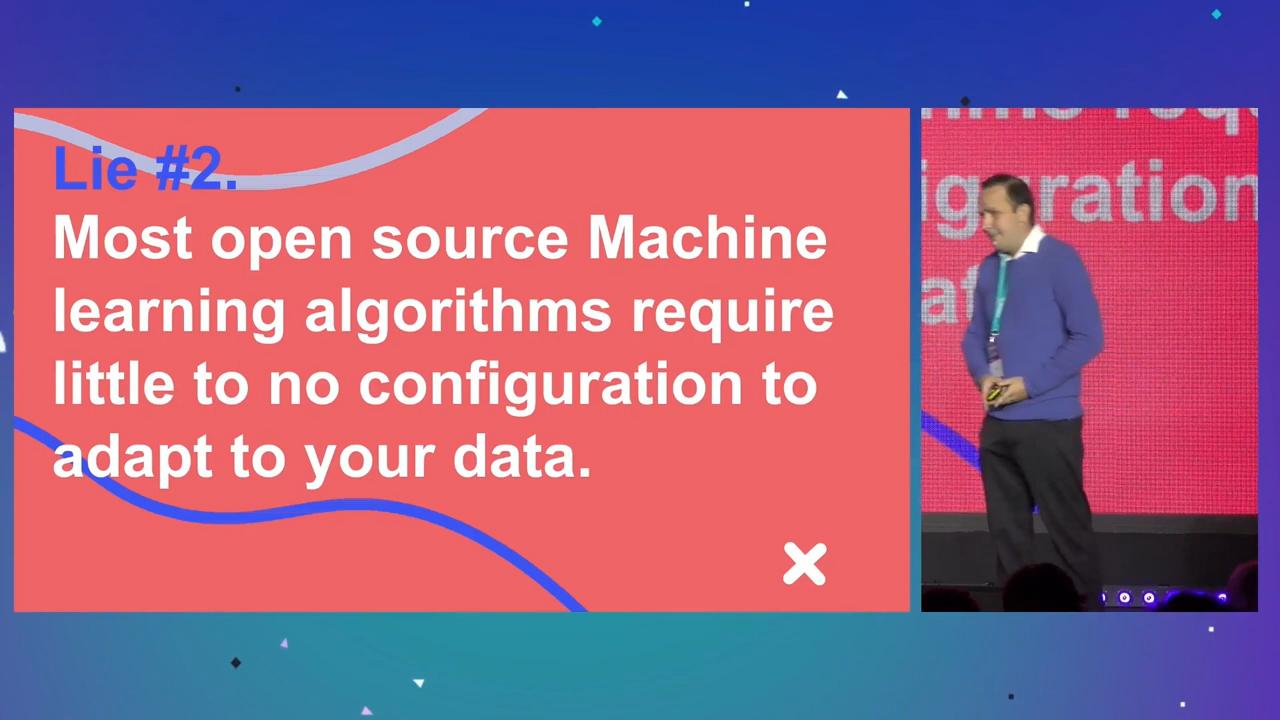 Lie #2.
Most open source Machine
learning algorithms require
little to no configuration to
adapt to your data.